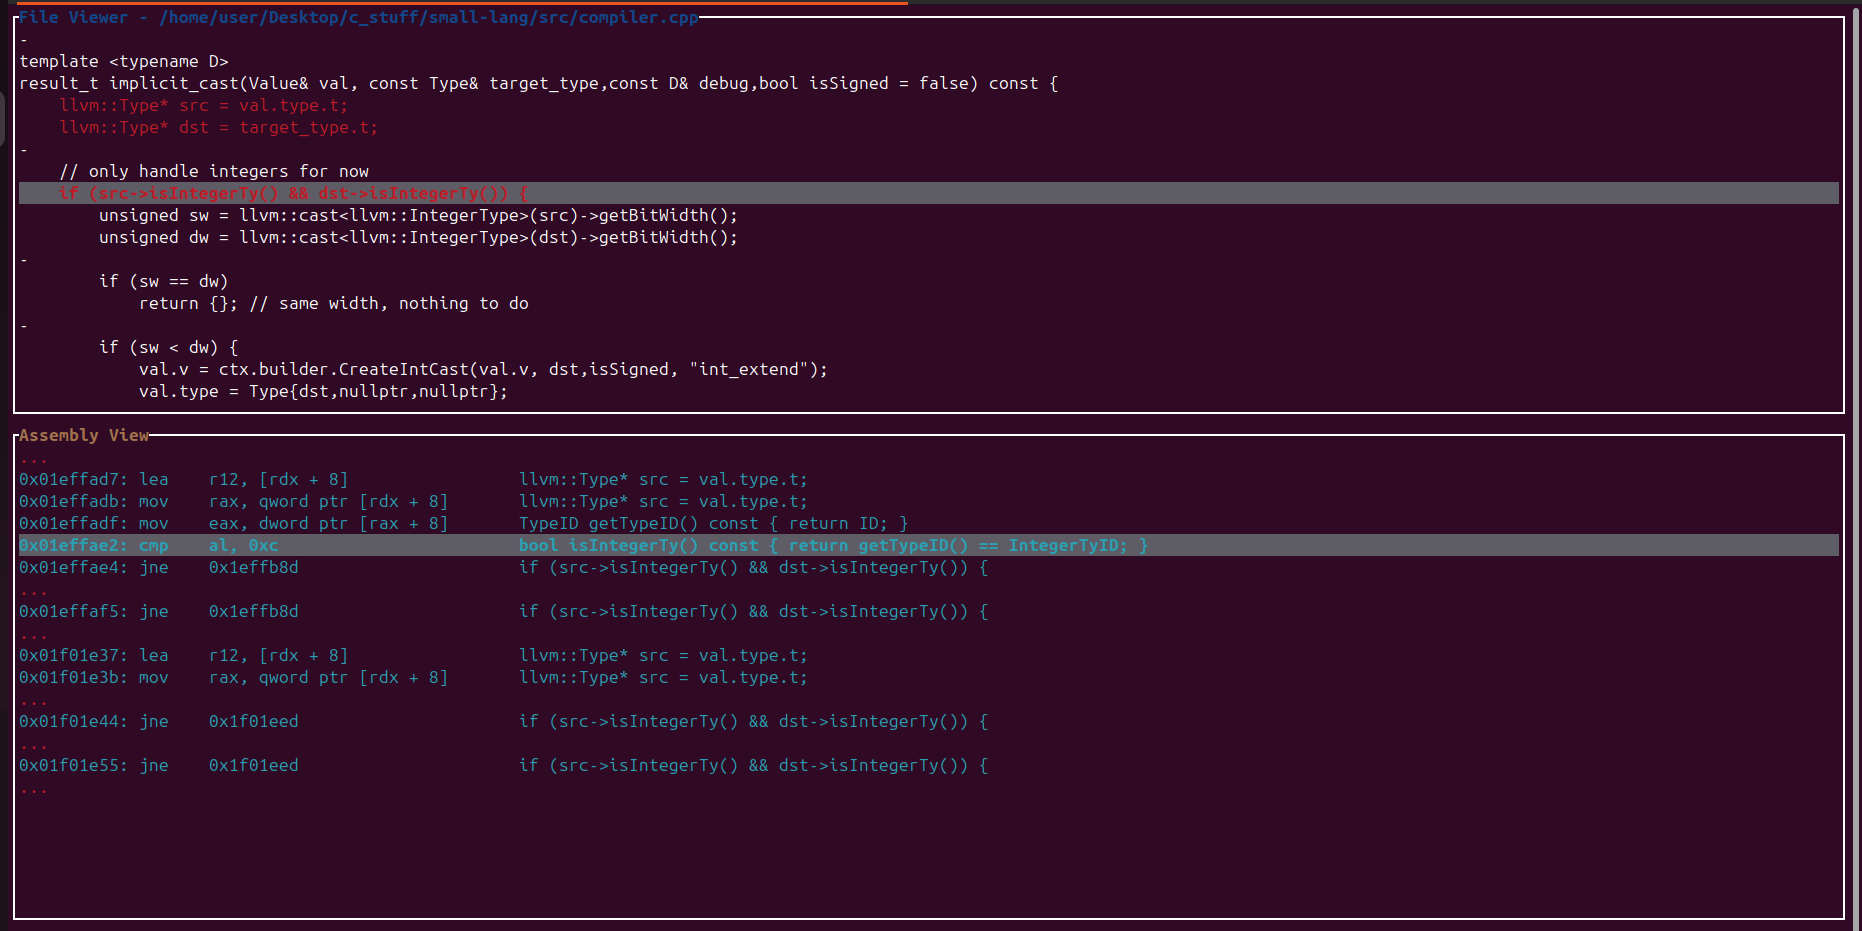 File Viewer - /home/user/Desktop/c_stuff/small-lang/src/compiler.cpp
-
template <typename D>
result_t implicit_cast(Value& val, const Type& target_type,const D& debug,bool isSigned = false) const {
    llvm::Type* src = val.type.t;
    llvm::Type* dst = target_type.t;
-
    // only handle integers for now
    if (src->isIntegerTy() && dst->isIntegerTy()) {
        unsigned sw = llvm::cast<llvm::IntegerType>(src)->getBitWidth();
        unsigned dw = llvm::cast<llvm::IntegerType>(dst)->getBitWidth();
-
        if (sw == dw)
            return {}; // same width, nothing to do
-
        if (sw < dw) {
            val.v = ctx.builder.CreateIntCast(val.v, dst,isSigned, "int_extend");
            val.type = Type{dst,nullptr,nullptr};
Assembly View
...
0x01effad7: lea    r12, [rdx + 8]                 llvm::Type* src = val.type.t;
0x01effadb: mov    rax, qword ptr [rdx + 8]       llvm::Type* src = val.type.t;
0x01effadf: mov    eax, dword ptr [rax + 8]       TypeID getTypeID() const { return ID; }
0x01effae2: cmp    al, 0xc                        bool isIntegerTy() const { return getTypeID() == IntegerTyID; }
0x01effae4: jne    0x1effb8d                      if (src->isIntegerTy() && dst->isIntegerTy()) {
...
0x01effaf5: jne    0x1effb8d                      if (src->isIntegerTy() && dst->isIntegerTy()) {
...
0x01f01e37: lea    r12, [rdx + 8]                 llvm::Type* src = val.type.t;
0x01f01e3b: mov    rax, qword ptr [rdx + 8]       llvm::Type* src = val.type.t;
...
0x01f01e44: jne    0x1f01eed                      if (src->isIntegerTy() && dst->isIntegerTy()) {
...
0x01f01e55: jne    0x1f01eed                      if (src->isIntegerTy() && dst->isIntegerTy()) {
...